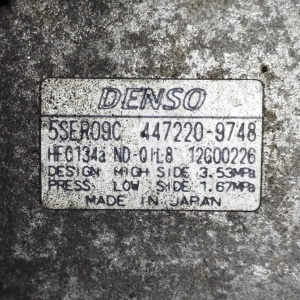 DENSO
5SER09C 447220-9748
HFC134a ND-OIL8 12G00226
DESIGN HIGH SIDE 3.53MPa
PRESS. LOW SIDE 1.67MPa
MADE IN JAPAN